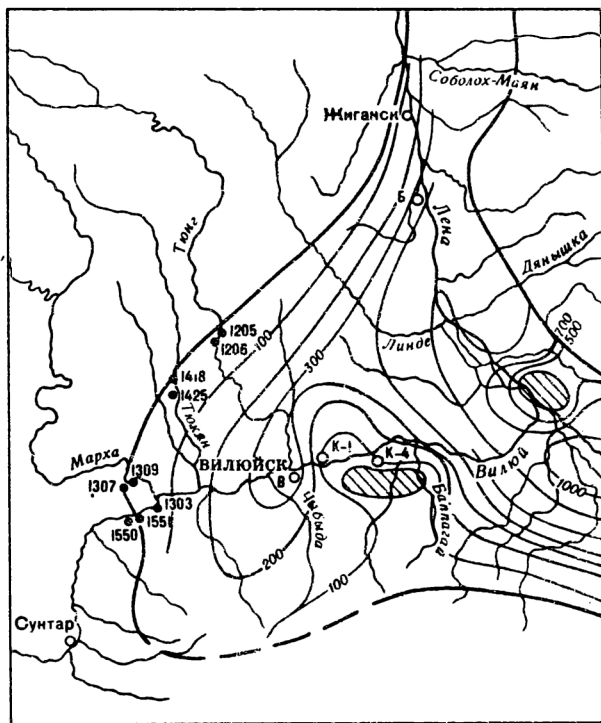 Соболох-Маян
Жиганск
Б
Лена
Тюнг
Дянышка
1205
1206
100
300
Линде
700
500
1418
1425
Тюкян
Марха
ВИЛЮЙСК
К-1
К-4
Вилюй
1309
1307
1303
В
1000
1551
1550
Чыбыда
Баппагай
200
100
Сунтар